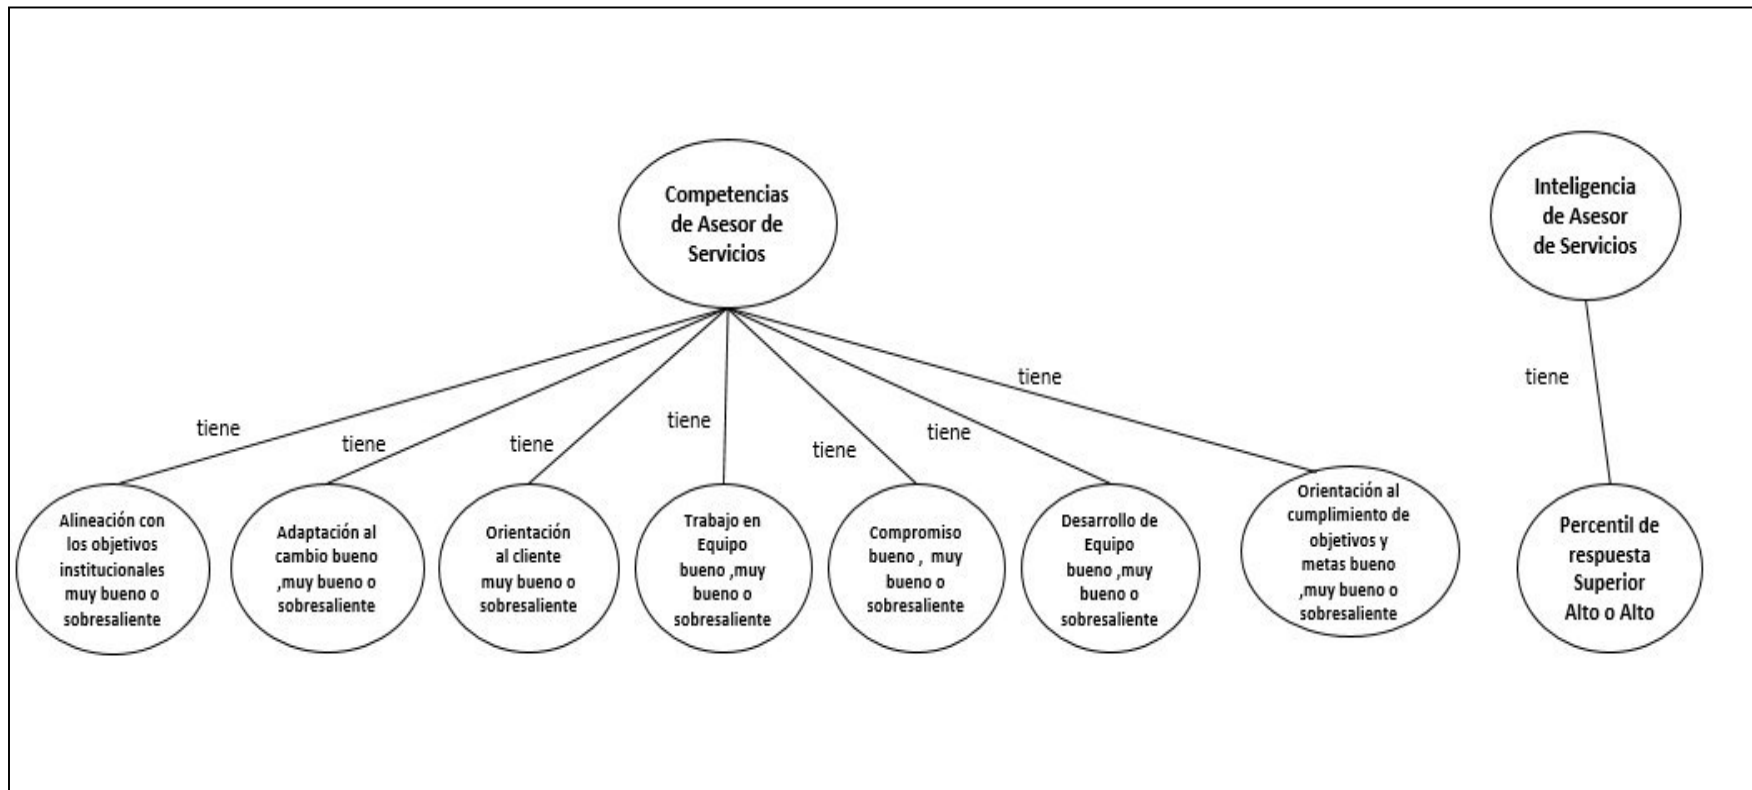 Competencias
de Asesor de
Servicios
Inteligencia
de Asesor
de Servicios
tiene
tiene
tiene
tiene
tiene
tiene
tiene
tiene
Alineación con
los objetivos
institucionales
muy bueno o
sobresaliente
Adaptación al
cambio bueno
,muy bueno o
sobresaliente
Orientación
al cliente
muy bueno o
sobresaliente
Trabajo en
Equipo
bueno ,muy
bueno o
sobresaliente
Compromiso
bueno , muy
bueno o
sobresaliente
Desarrollo de
Equipo
bueno ,muy
bueno o
sobresaliente
Orientación al
cumplimiento de
objetivos y
metas bueno
,muy bueno o
sobresaliente
Percentil de
respuesta
Superior
Alto o Alto